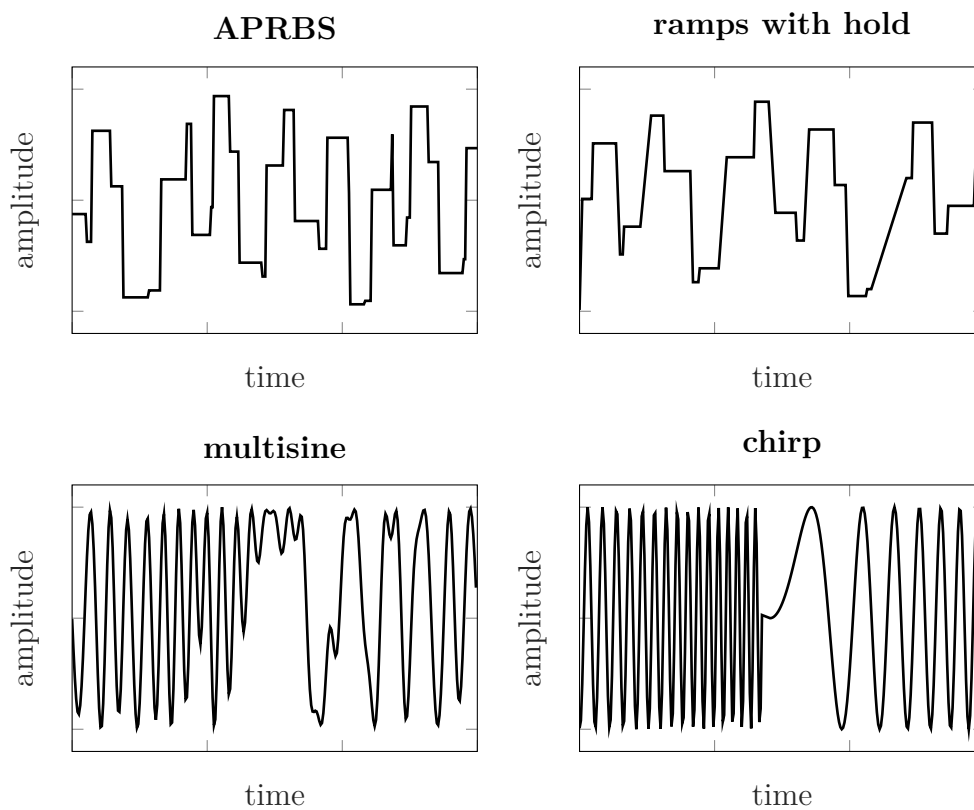 APRBS
amplitude
time
ramps with hold
amplitude
time
multisine
amplitude
time
chirp
amplitude
time